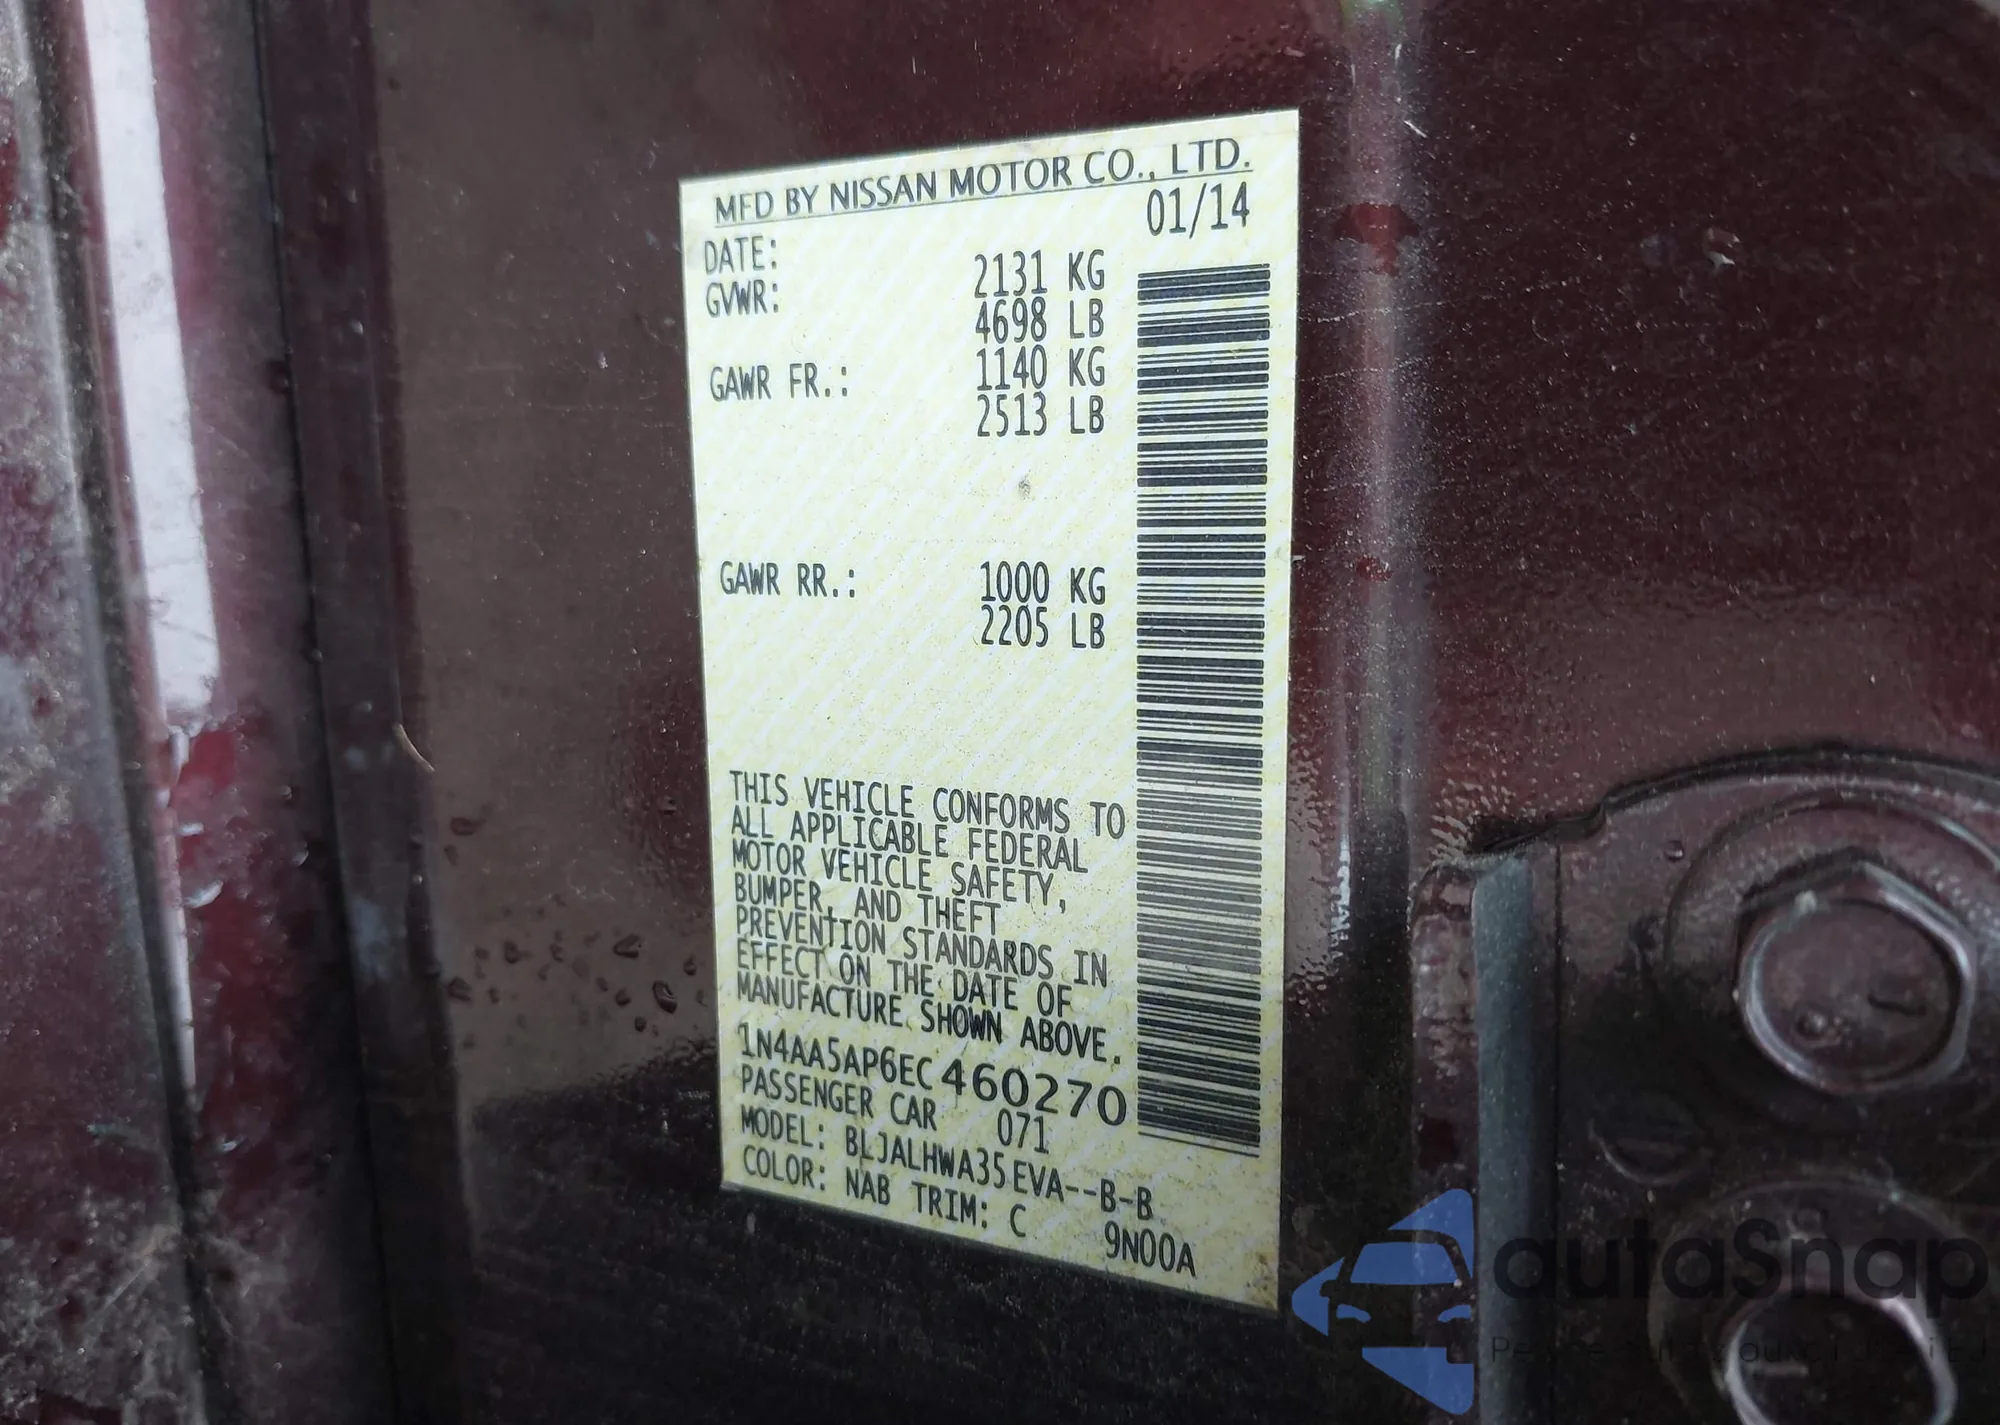 MFD BY NISSAN MOTOR CO., LTD.
DATE: 01/14
GVWR: 2131 KG
4698 LB
GAWR FR.: 1140 KG
2513 LB
GAWR RR.: 1000 KG
2205 LB
THIS VEHICLE CONFORMS TO
ALL APPLICABLE FEDERAL
MOTOR VEHICLE SAFETY,
BUMPER, AND THEFT
PREVENTION STANDARDS IN
EFFECT ON THE DATE OF
MANUFACTURE SHOWN ABOVE.
1N4AA5AP6EC460270
PASSENGER CAR 071
MODEL: BLJALHWA35EVA--B-B
COLOR: NAB TRIM: C 9N00A
autaSnap